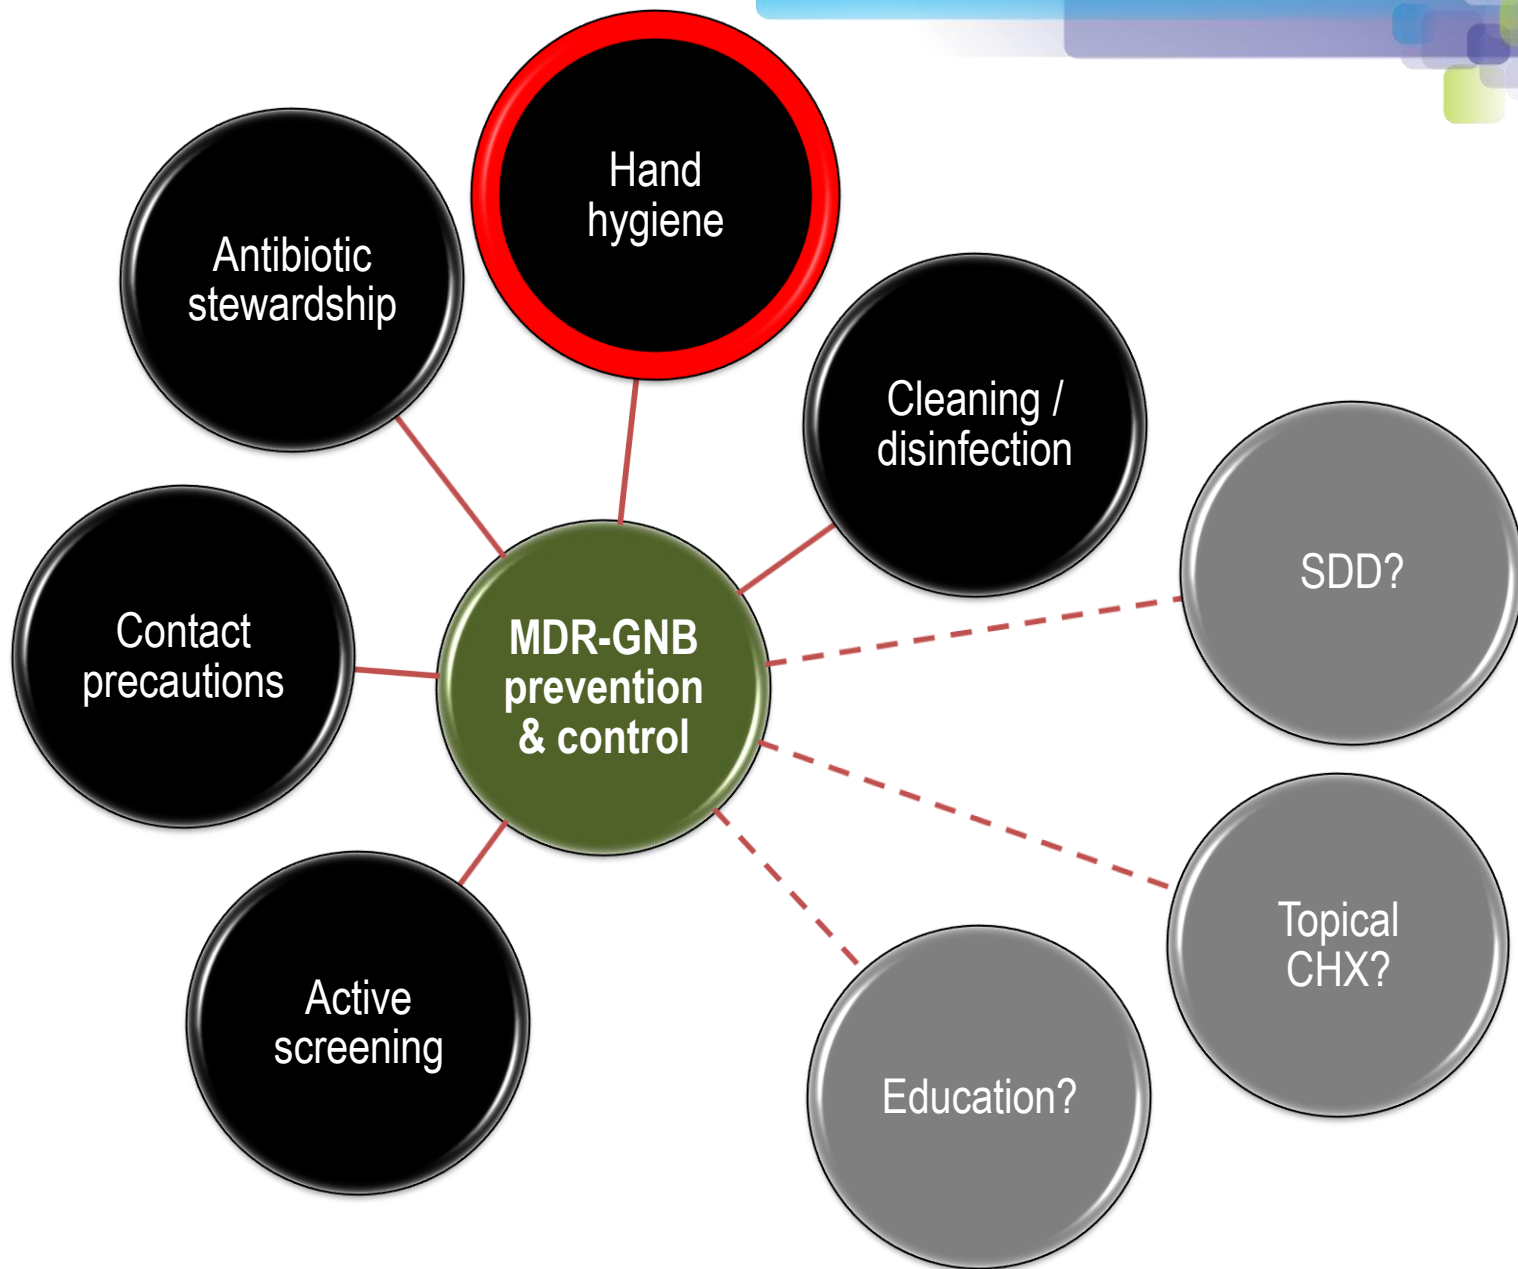 Hand
hygiene
Antibiotic
stewardship
Cleaning /
disinfection
SDD?
Contact
precautions
MDR-GNB
prevention
& control
Topical
CHX?
Active
screening
Education?